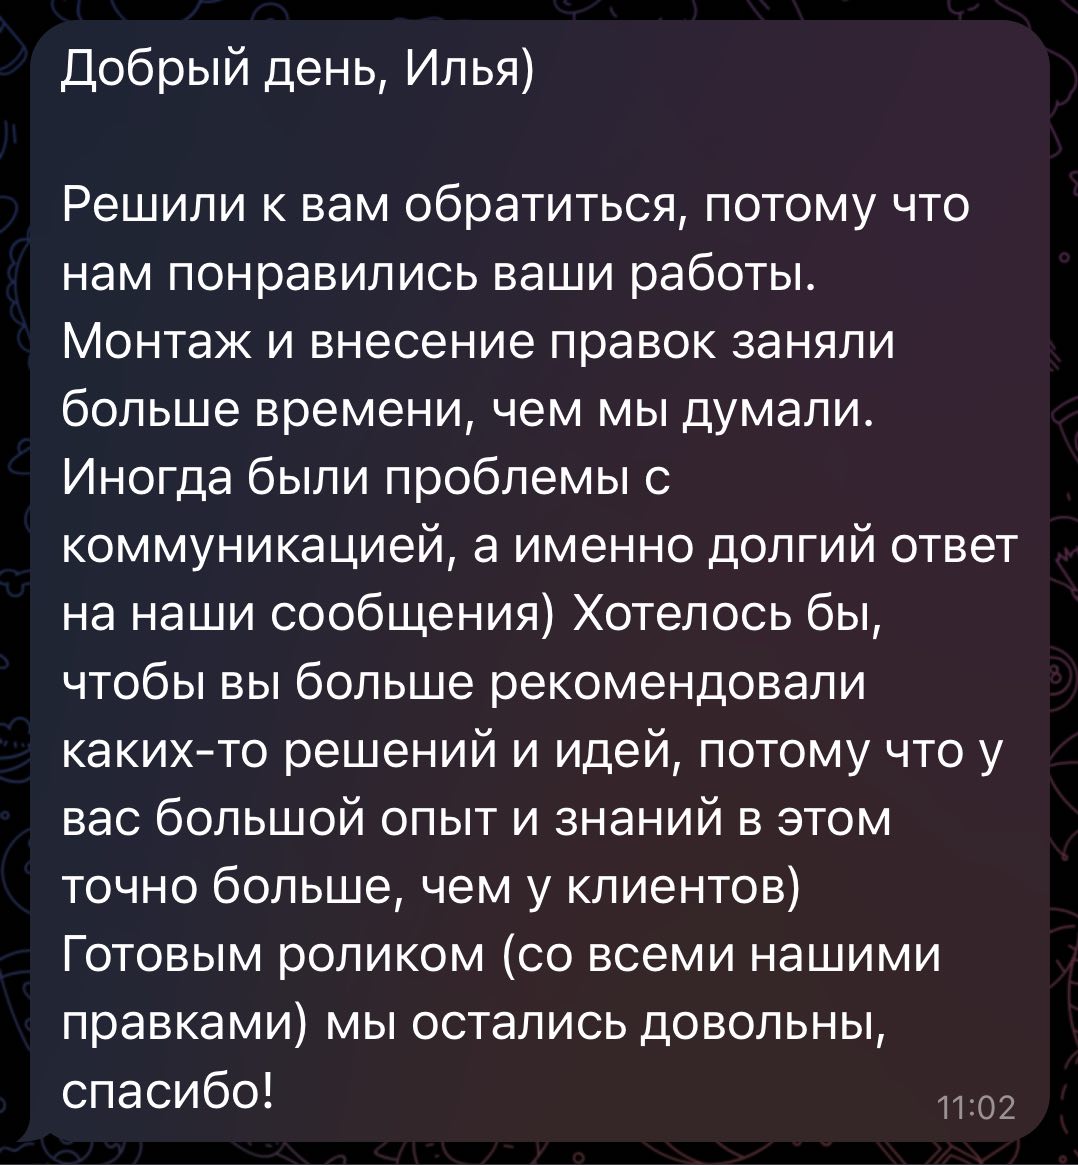 Добрый день, Илья)
Решили к вам обратиться, потому что
нам понравились ваши работы.
Монтаж и внесение правок заняли
больше времени, чем мы думали.
Иногда были проблемы с
коммуникацией, а именно долгий ответ
на наши сообщения) Хотелось бы,
чтобы вы больше рекомендовали
каких-то решений и идей, потому что у
вас большой опыт и знаний в этом
точно больше, чем у клиентов)
Готовым роликом (со всеми нашими
правками) мы остались довольны,
спасибо!
11:02